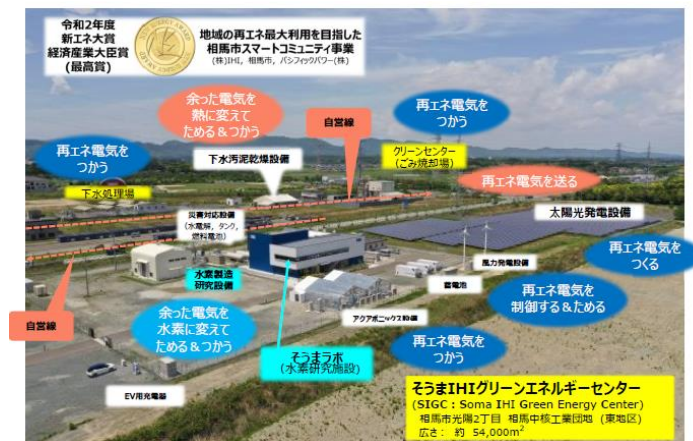 令和2年度
新エネ大賞
経済産業大臣賞
(最高賞)
地域の再エネ最大利用を目指した
相馬市スマートコミュニティ事業
(株)IHI, 相馬市, パシフィックパワー(株)
余った電気を
熱に変えて
ためる&つかう
自営線
再エネ電気を
つかう
クリーンセンター
(ごみ焼却場)
再エネ電気を
つかう
下水処理場
下水汚泥乾燥設備
再エネ電気を送る
災害対応設備
(水電解, タンク,
燃料電池)
太陽光発電設備
水素製造
研究設備
風力発電設備
蓄電池
再エネ電気を
つくる
再エネ電気を
制御する&ためる
自営線
余った電気を
水素に変えて
ためる&つかう
アクアポニックス設備
そうまラボ
(水素研究施設)
再エネ電気を
つかう
EV用充電器
そうまIHIグリーンエネルギーセンター
(SIGC : Soma IHI Green Energy Center)
相馬市光陽2丁目 相馬中核工業団地 (東地区)
広さ: 約 54,000m²